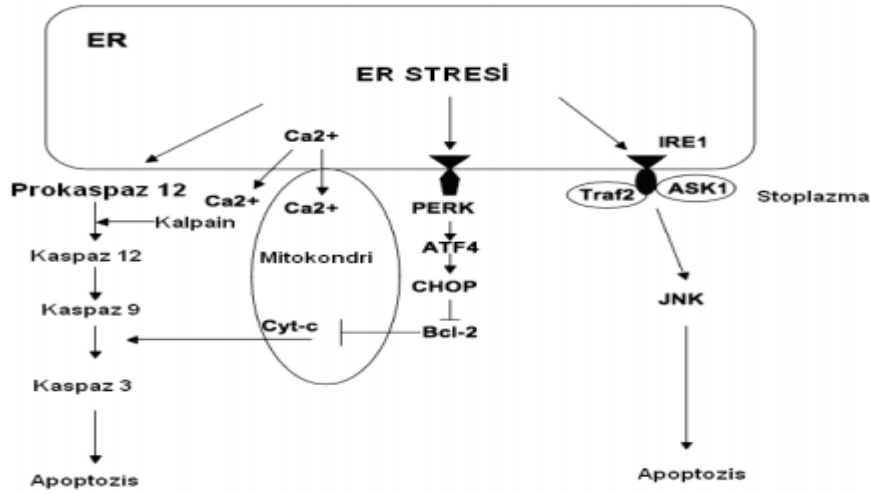 ER
ER STRESİ
Ca2+
IRE1
Prokaspaz 12
Ca2+
Ca2+
PERK
Traf2
ASK1
Stoplazma
Kalpain
ATF4
Kaspaz 12
Mitokondri
CHOP
JNK
Kaspaz 9
Cyt-c
Bcl-2
Kaspaz 3
Apoptozis
Apoptozis